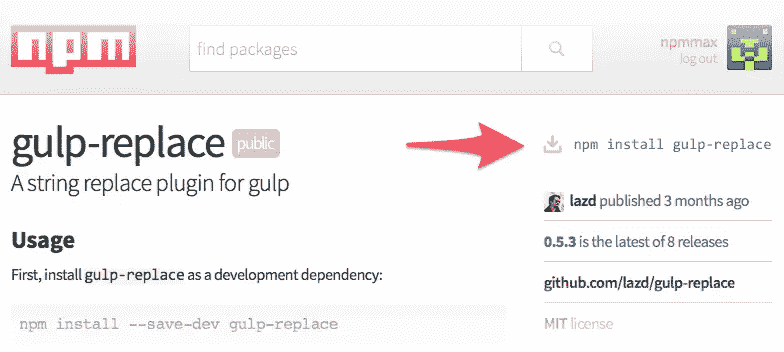 npm
find packages
npmmax
log out
gulp-replace public
A string replace plugin for gulp
Usage
First, install gulp-replace as a development dependency:
npm install --save-dev gulp-replace
npm install gulp-replace
lazd published 3 months ago
0.5.3 is the latest of 8 releases
github.com/lazd/gulp-replace
MIT license